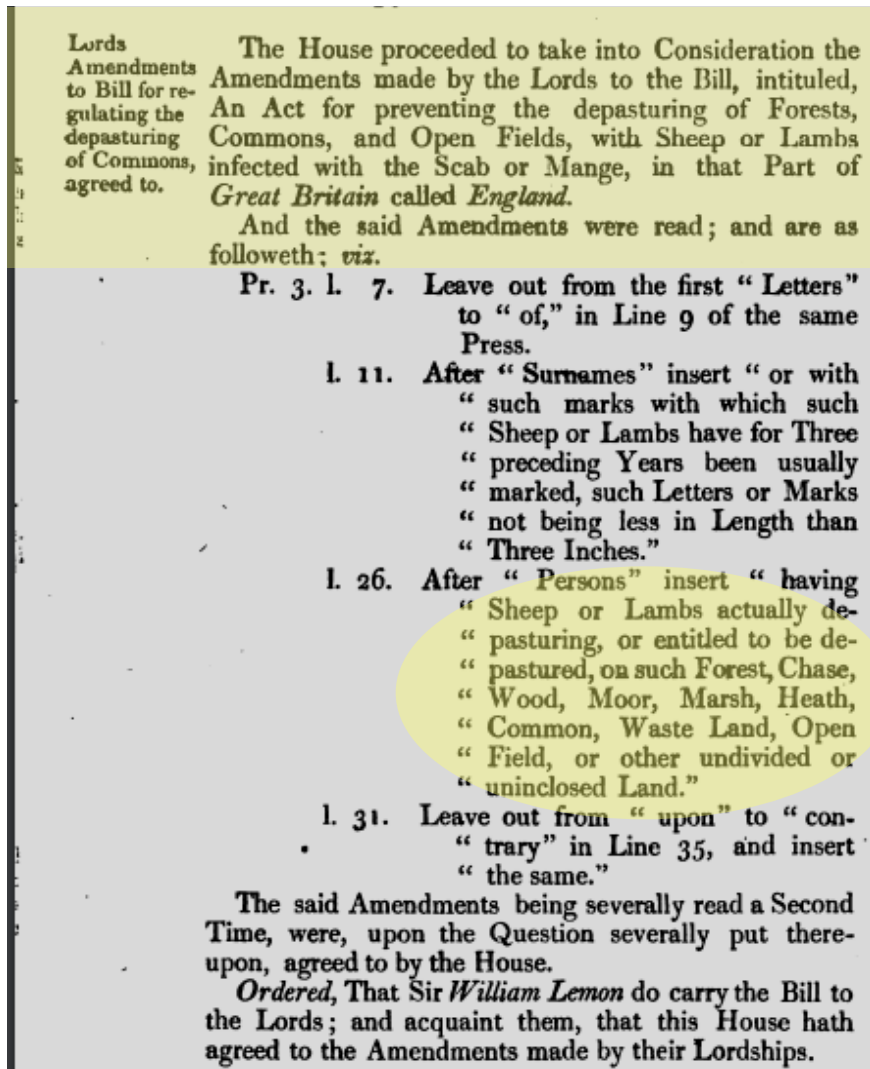 Lords
Amendments
to Bill for re-
gulating the
depasturing
of Commons,
agreed to.
The House proceeded to take into Consideration the
Amendments made by the Lords to the Bill, intituled,
An Act for preventing the depasturing of Forests,
Commons, and Open Fields, with Sheep or Lambs
infected with the Scab or Mange, in that Part of
Great Britain called England.
And the said Amendments were read; and are as
followeth; viz.
Pr. 3. l. 7. Leave out from the first “ Letters”
to “ of,” in Line 9 of the same
Press.
l. 11. After “ Surnames” insert “ or with
“ such marks with which such
“ Sheep or Lambs have for Three
“ preceding Years been usually
“ marked, such Letters or Marks
“ not being less in Length than
“ Three Inches.”
l. 26. After “ Persons” insert “ having
“ Sheep or Lambs actually de-
“ pasturing, or entitled to be de-
“ pastured, on such Forest, Chase,
“ Wood, Moor, Marsh, Heath,
“ Common, Waste Land, Open
“ Field, or other undivided or
“ uninclosed Land.”
l. 31. Leave out from “ upon” to “ con-
“ trary” in Line 35, and insert
“ the same.”
The said Amendments being severally read a Second
Time, were, upon the Question severally put there-
upon, agreed to by the House.
Ordered, That Sir William Lemon do carry the Bill to
the Lords; and acquaint them, that this House hath
agreed to the Amendments made by their Lordships.